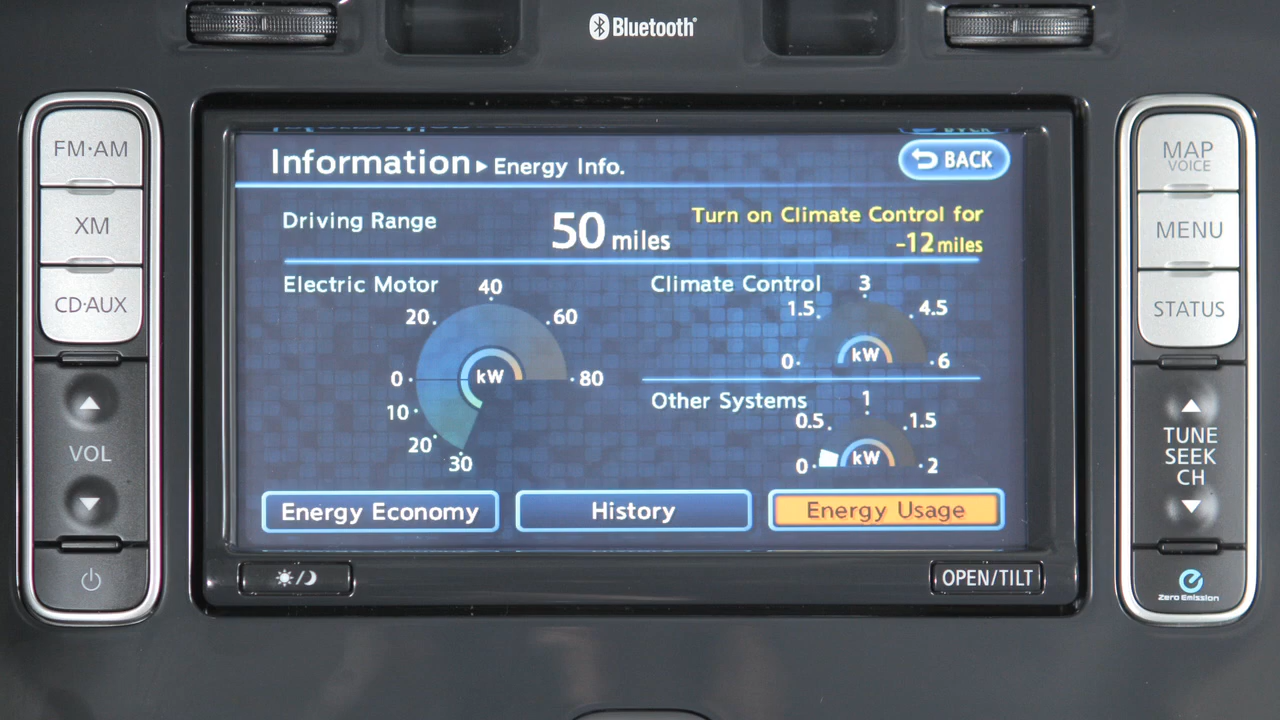 Bluetooth®
FM·AM
XM
CD·AUX
VOL
Information ▸ Energy Info.
BACK
Driving Range 50 miles
Turn on Climate Control for
-12 miles
Electric Motor
40
20 60
0 kW 80
10
20
30
Climate Control
3
1.5 4.5
0 kW 6
Other Systems
1
0.5 1.5
0 kW 2
Energy Economy
History
Energy Usage
OPEN/TILT
MAP
VOICE
MENU
STATUS
TUNE
SEEK
CH
Zero Emission